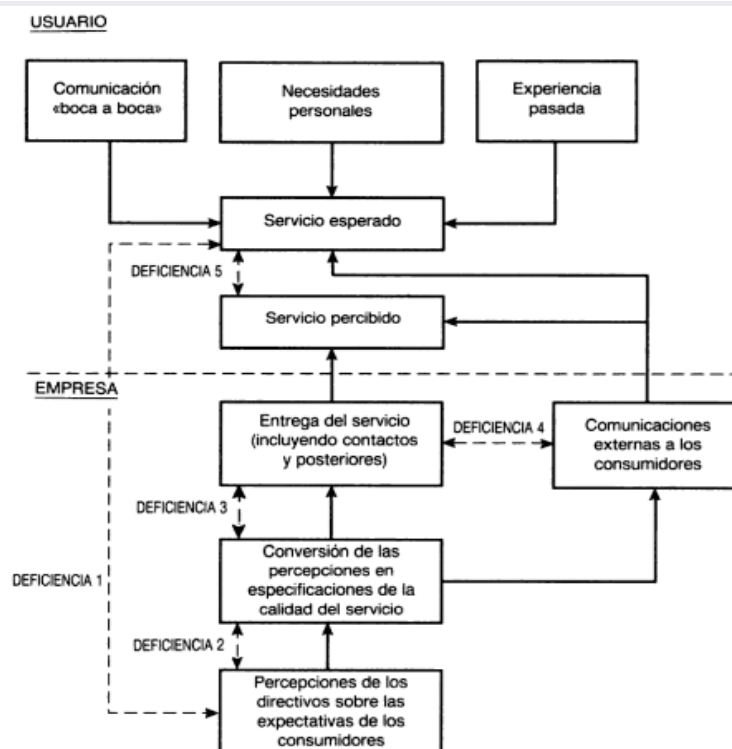 USUARIO
Comunicación
«boca a boca»
Necesidades
personales
Experiencia
pasada
Servicio esperado
DEFICIENCIA 5
Servicio percibido
EMPRESA
Entrega del servicio
(incluyendo contactos
y posteriores)
DEFICIENCIA 4
Comunicaciones
externas a los
consumidores
DEFICIENCIA 3
Conversión de las
percepciones en
especificaciones de la
calidad del servicio
DEFICIENCIA 1
DEFICIENCIA 2
Percepciones de los
directivos sobre las
expectativas de los
consumidores